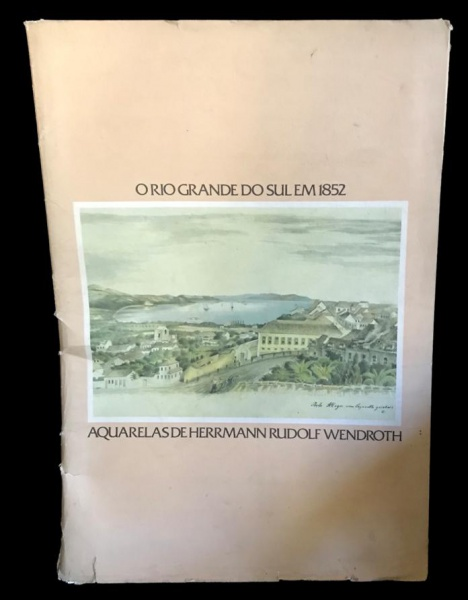 O RIO GRANDE DO SUL EM 1852
AQUARELAS DE HERRMANN RUDOLF WENDROTH